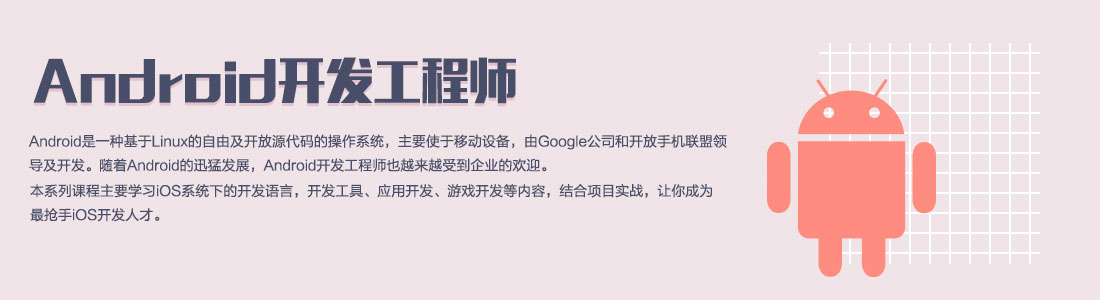 Android开发工程师
Android是一种基于Linux的自由及开放源代码的操作系统，主要使于移动设备，由Google公司和开放手机联盟领
导及开发。随着Android的迅猛发展，Android开发工程师也越来越受到企业的欢迎。
本系列课程主要学习iOS系统下的开发语言，开发工具、应用开发、游戏开发等内容，结合项目实战，让你成为
最抢手iOS开发人才。